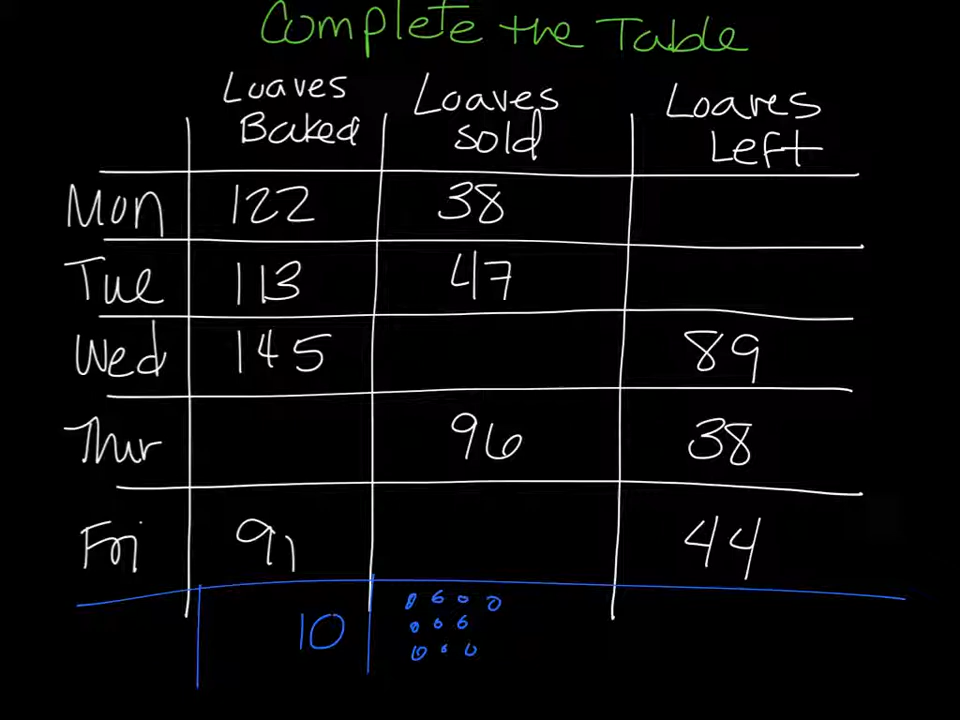 Complete the Table
Loaves Baked Loaves Sold Loaves Left
Mon 122 38
Tue 113 47
Wed 145 89
Thur 96 38
Fri 91 44
10